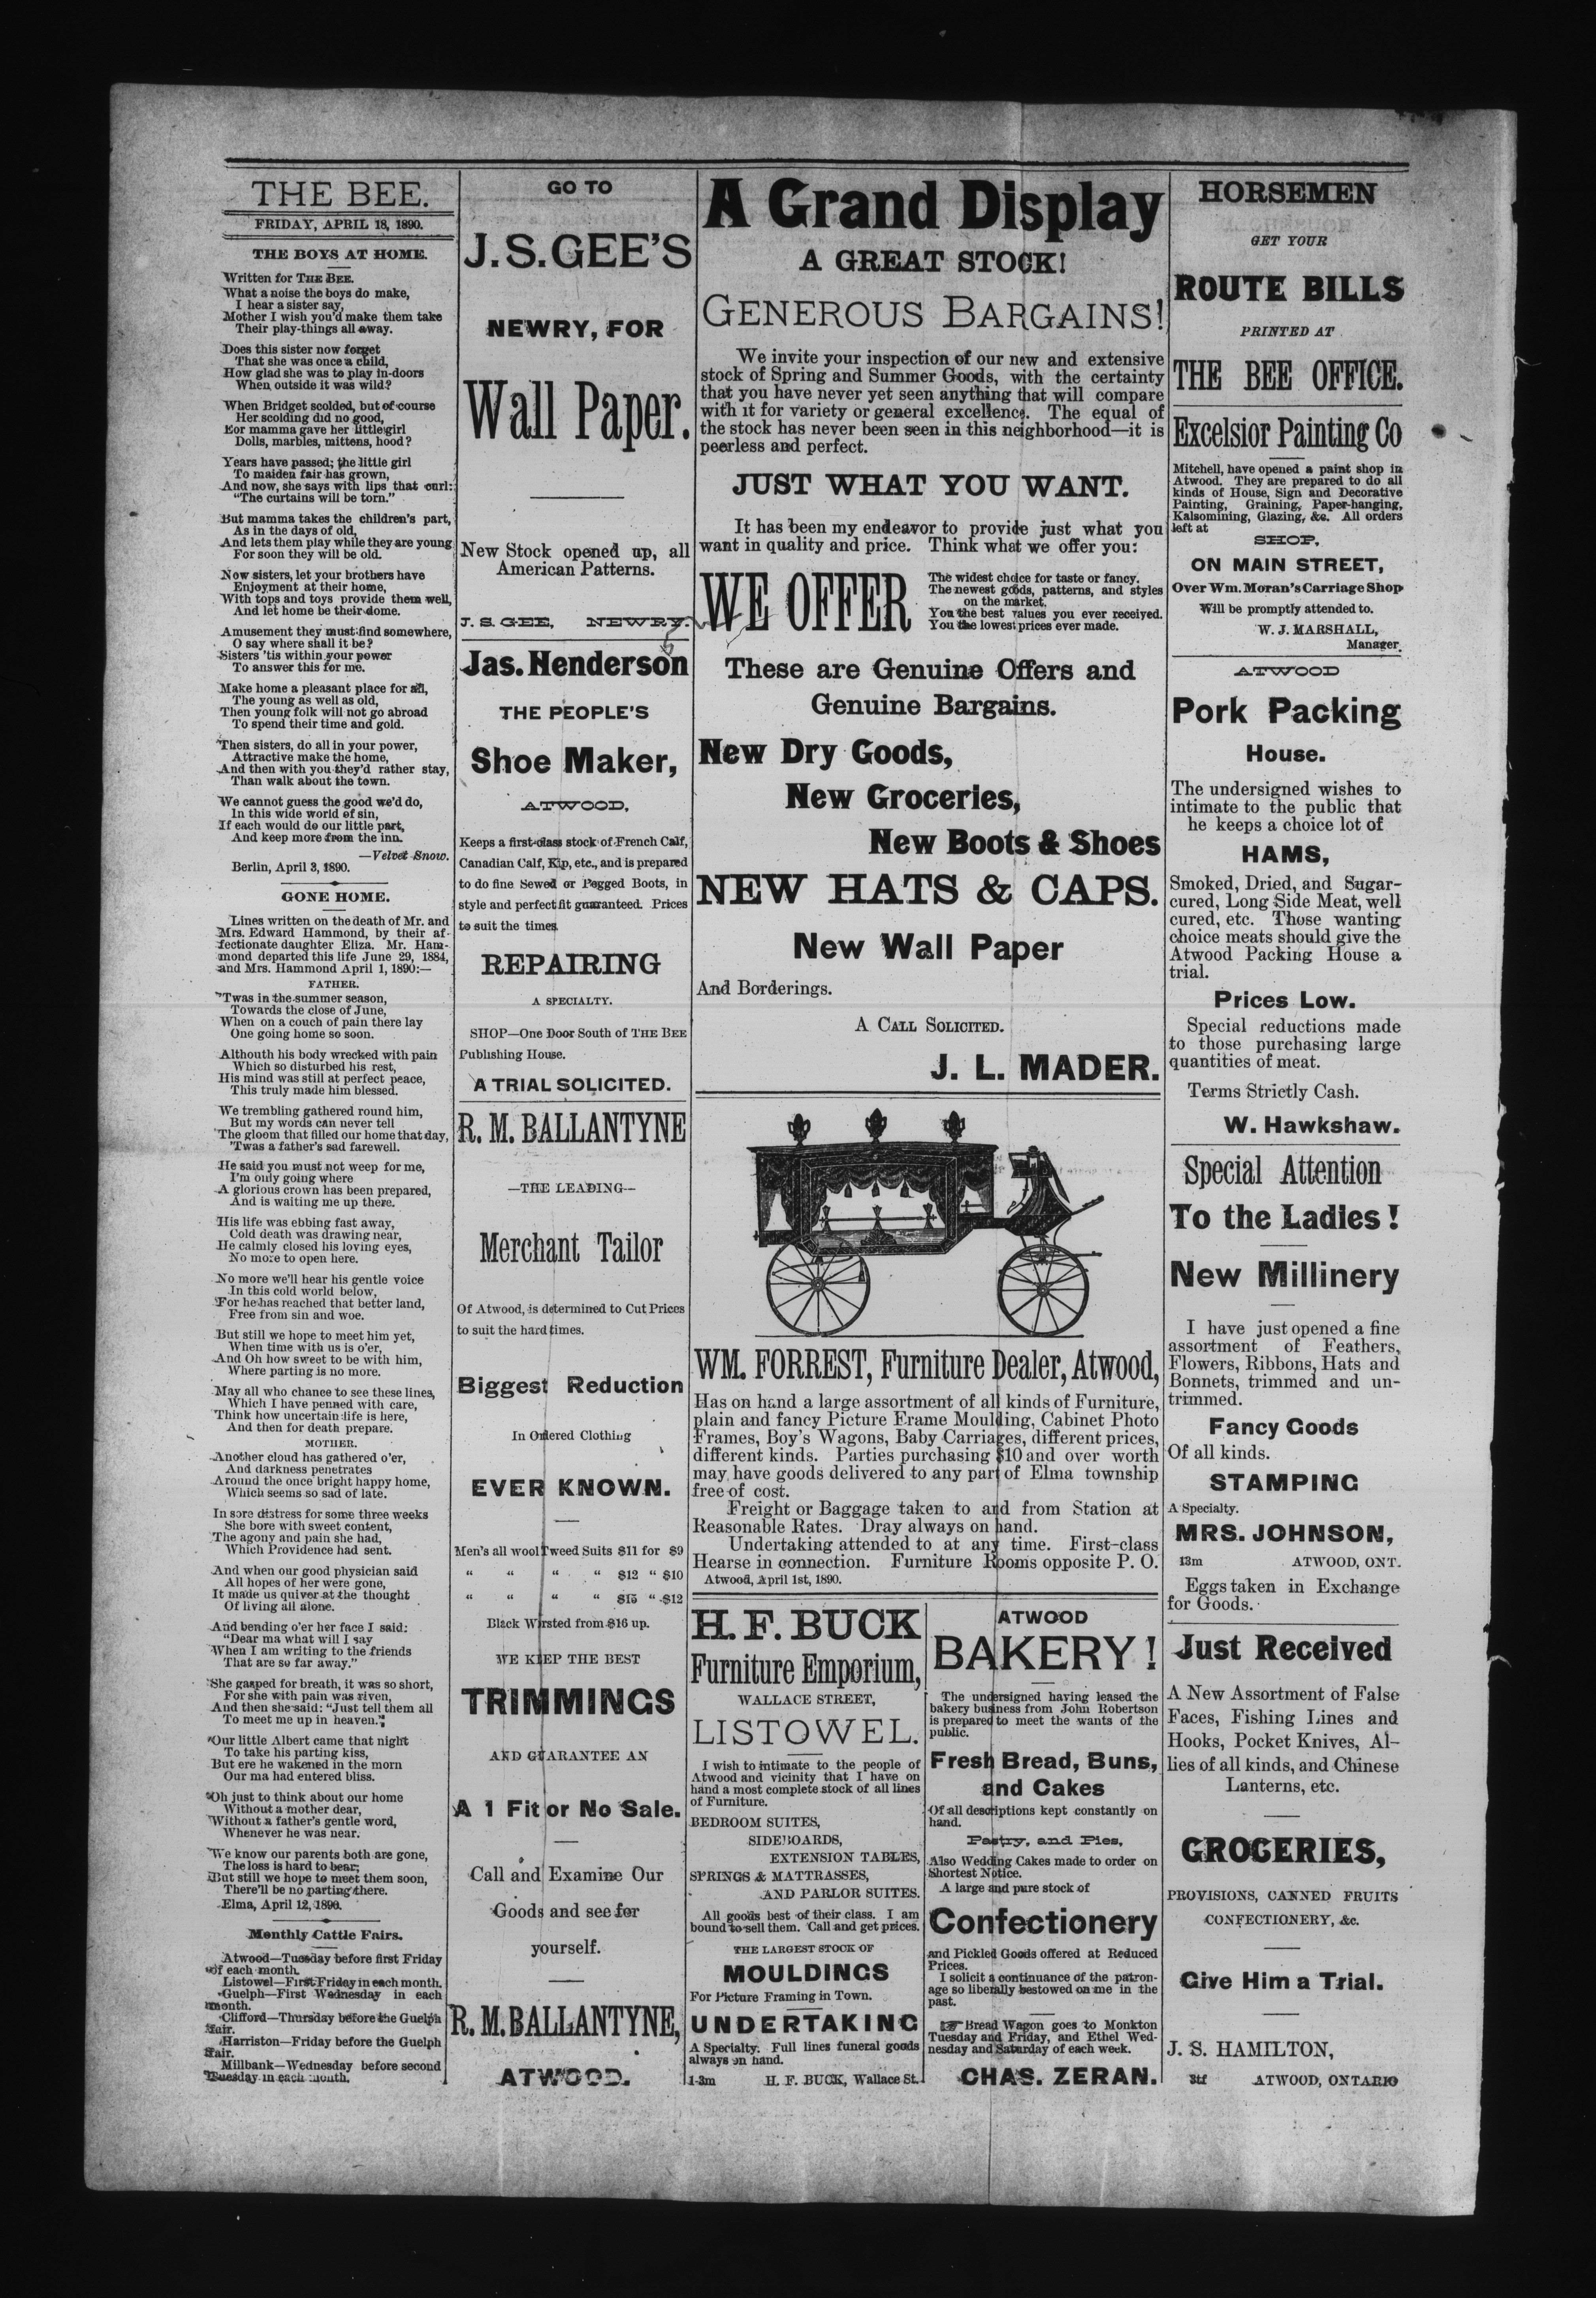 THE BEE.
FRIDAY, APRIL 18, 1890.
THE BOYS AT HOME.
Written for THE BEE.
What a noise the boys do make,
I hear a sister say,
Mother I wish you'd make them take
Their play-things all away.
Does this sister now forget
That she was once a child,
How glad she was to play in-doors
When outside it was wild?
When Bridget scolded, but of course
Her scolding did no good,
For mamma gave her little girl
Dolls, marbles, mittens, hood?
Years have passed; the little girl
To maiden fair has grown,
And now, she says with lips that curl:
"The curtains will be torn."
But mamma takes the children's part,
As in the days of old,
And lets them play while they are young
For soon they will be old.
Now sisters, let your brothers have
Enjoyment at their home,
With tops and toys provide them well,
And let home be their dome.
Amusement they must find somewhere,
O say where shall it be?
Sisters 'tis within your power
To answer this for me.
Make home a pleasant place for all,
The young as well as old,
Then young folk will not go abroad
To spend their time and gold.
Then sisters, do all in your power,
Attractive make the home,
And then with you they'd rather stay,
Than walk about the town.
We cannot guess the good we'd do,
In this wide world of sin,
If each would do our little part,
And keep more from the inn.
—Velvet Snow.
Berlin, April 3, 1890.
GONE HOME.
Lines written on the death of Mr. and
Mrs. Edward Hammond, by their af-
fectionate daughter Eliza. Mr. Ham-
mond departed this life June 29, 1884,
and Mrs. Hammond April 1, 1890:—
FATHER.
'Twas in the summer season,
Towards the close of June,
When on a couch of pain there lay
One going home so soon.
Althouth his body wrecked with pain
Which so disturbed his rest,
His mind was still at perfect peace,
This truly made him blessed.
We trembling gathered round him,
But my words can never tell
The gloom that filled our home that day,
'Twas a father's sad farewell.
He said you must not weep for me,
I'm only going where
A glorious crown has been prepared,
And is waiting me up there.
His life was ebbing fast away,
Cold death was drawing near,
He calmly closed his loving eyes,
No more to open here.
No more we'll hear his gentle voice
In this cold world below,
For he has reached that better land,
Free from sin and woe.
But still we hope to meet him yet,
When time with us is o'er,
And Oh how sweet to be with him,
Where parting is no more.
May all who chance to see these lines,
Which I have penned with care,
Think how uncertain life is here,
And then for death prepare.
MOTHER.
Another cloud has gathered o'er,
And darkness penetrates
Around the once bright happy home,
Which seems so sad of late.
In sore distress for some three weeks
She bore with sweet content,
The agony and pain she had,
Which Providence had sent.
And when our good physician said
All hopes of her were gone,
It made us quiver at the thought
Of living all alone.
And bending o'er her face I said:
"Dear ma what will I say
When I am writing to the friends
That are so far away."
She gasped for breath, it was so short,
For she with pain was riven,
And then she said: "Just tell them all
To meet me up in heaven."
Our little Albert came that night
To take his parting kiss,
But ere he wakened in the morn
Our ma had entered bliss.
Oh just to think about our home
Without a mother dear,
Without a father's gentle word,
Whenever he was near.
We know our parents both are gone,
The loss is hard to bear;
But still we hope to meet them soon,
There'll be no parting there.
Elma, April 12, 1890.
Monthly Cattle Fairs.
Atwood—Tuesday before first Friday
of each month.
Listowel—First Friday in each month.
Guelph—First Wednesday in each
month.
Clifford—Thursday before the Guelph
fair.
Harriston—Friday before the Guelph
fair.
Millbank—Wednesday before second
Tuesday in each month.
GO TO
J. S. GEE'S
NEWRY, FOR
Wall Paper.
New Stock opened up, all
American Patterns.
J. S. GEE, NEWRY.
Jas. Henderson
THE PEOPLE'S
Shoe Maker,
ATWOOD,
Keeps a first-class stock of French Calf,
Canadian Calf, Kip, etc., and is prepared
to do fine Sewed or Pegged Boots, in
style and perfect fit guaranteed. Prices
to suit the times.
REPAIRING
A SPECIALTY.
SHOP—One Door South of THE BEE
Publishing House.
A TRIAL SOLICITED.
R. M. BALLANTYNE
—THE LEADING—
Merchant Tailor
Of Atwood, is determined to Cut Prices
to suit the hard times.
Biggest Reduction
In Ordered Clothing
EVER KNOWN.
Men's all wool Tweed Suits $11 for $9
" " " " $12 " $10
" " " " $15 " $12
Black Worsted from $16 up.
WE KEEP THE BEST
TRIMMINGS
AND GUARANTEE AN
A 1 Fit or No Sale.
Call and Examine Our
Goods and see for
yourself.
R. M. BALLANTYNE,
ATWOOD.
A Grand Display
A GREAT STOCK!
GENEROUS BARGAINS!
We invite your inspection of our new and extensive
stock of Spring and Summer Goods, with the certainty
that you have never yet seen anything that will compare
with it for variety or general excellence. The equal of
the stock has never been seen in this neighborhood—it is
peerless and perfect.
JUST WHAT YOU WANT.
It has been my endeavor to provide just what you
want in quality and price. Think what we offer you:
WE OFFER
The widest choice for taste or fancy.
The newest goods, patterns, and styles
on the market.
You the best values you ever received.
You the lowest prices ever made.
These are Genuine Offers and
Genuine Bargains.
New Dry Goods,
New Groceries,
New Boots & Shoes
NEW HATS & CAPS.
New Wall Paper
And Borderings.
A CALL SOLICITED.
J. L. MADER.
WM. FORREST, Furniture Dealer, Atwood,
Has on hand a large assortment of all kinds of Furniture,
plain and fancy Picture Frame Moulding, Cabinet Photo
Frames, Boy's Wagons, Baby Carriages, different prices,
different kinds. Parties purchasing $10 and over worth
may have goods delivered to any part of Elma township
free of cost.
Freight or Baggage taken to and from Station at
Reasonable Rates. Dray always on hand.
Undertaking attended to at any time. First-class
Hearse in connection. Furniture Rooms opposite P. O.
Atwood, April 1st, 1890.
H. F. BUCK
Furniture Emporium,
WALLACE STREET,
LISTOWEL.
I wish to intimate to the people of
Atwood and vicinity that I have on
hand a most complete stock of all lines
of Furniture.
BEDROOM SUITES,
SIDEBOARDS,
EXTENSION TABLES,
SPRINGS & MATTRASSES,
AND PARLOR SUITES.
All goods best of their class. I am
bound to sell them. Call and get prices.
THE LARGEST STOCK OF
MOULDINGS
For Picture Framing in Town.
UNDERTAKING
A Specialty. Full lines funeral goods
always on hand.
1-3m H. F. BUCK, Wallace St.
ATWOOD
BAKERY!
The undersigned having leased the
bakery business from John Robertson
is prepared to meet the wants of the
public.
Fresh Bread, Buns,
and Cakes
Of all descriptions kept constantly on
hand.
Pastry, and Pies,
Also Wedding Cakes made to order on
Shortest Notice.
A large and pure stock of
Confectionery
and Pickled Goods offered at Reduced
Prices.
I solicit a continuance of the patron-
age so liberally bestowed on me in the
past.
☞ Bread Wagon goes to Monkton
Tuesday and Friday, and Ethel Wed-
nesday and Saturday of each week.
CHAS. ZERAN.
HORSEMEN
GET YOUR
ROUTE BILLS
PRINTED AT
THE BEE OFFICE.
Excelsior Painting Co
Mitchell, have opened a paint shop in
Atwood. They are prepared to do all
kinds of House, Sign and Decorative
Painting, Graining, Paper-hanging,
Kalsomining, Glazing, &c. All orders
left at
SHOP,
ON MAIN STREET,
Over Wm. Moran's Carriage Shop
Will be promptly attended to.
W. J. MARSHALL,
Manager.
ATWOOD
Pork Packing
House.
The undersigned wishes to
intimate to the public that
he keeps a choice lot of
HAMS,
Smoked, Dried, and Sugar-
cured, Long Side Meat, well
cured, etc. Those wanting
choice meats should give the
Atwood Packing House a
trial.
Prices Low.
Special reductions made
to those purchasing large
quantities of meat.
Terms Strictly Cash.
W. Hawkshaw.
Special Attention
To the Ladies!
New Millinery
I have just opened a fine
assortment of Feathers,
Flowers, Ribbons, Hats and
Bonnets, trimmed and un-
trimmed.
Fancy Goods
Of all kinds.
STAMPING
A Specialty.
MRS. JOHNSON,
13m ATWOOD, ONT.
Eggs taken in Exchange
for Goods.
Just Received
A New Assortment of False
Faces, Fishing Lines and
Hooks, Pocket Knives, Al-
lies of all kinds, and Chinese
Lanterns, etc.
GROCERIES,
PROVISIONS, CANNED FRUITS
CONFECTIONERY, &c.
Give Him a Trial.
J. S. HAMILTON,
3tf ATWOOD, ONTARIO